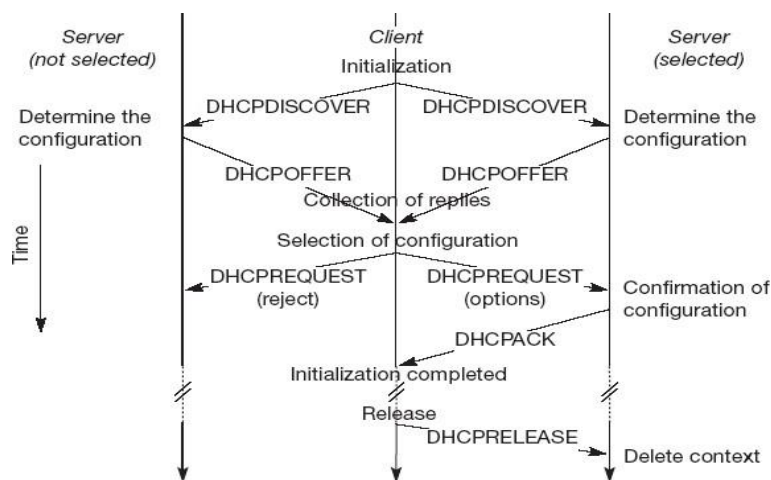 Server
(not selected)
Client
Server
(selected)
Initialization
DHCPDISCOVER
DHCPDISCOVER
Determine the
configuration
Determine the
configuration
DHCPOFFER
DHCPOFFER
Collection of replies
Time
Selection of configuration
DHCPREQUEST
(reject)
DHCPREQUEST
(options)
Confirmation of
configuration
DHCPACK
Initialization completed
Release
DHCPRELEASE
Delete context